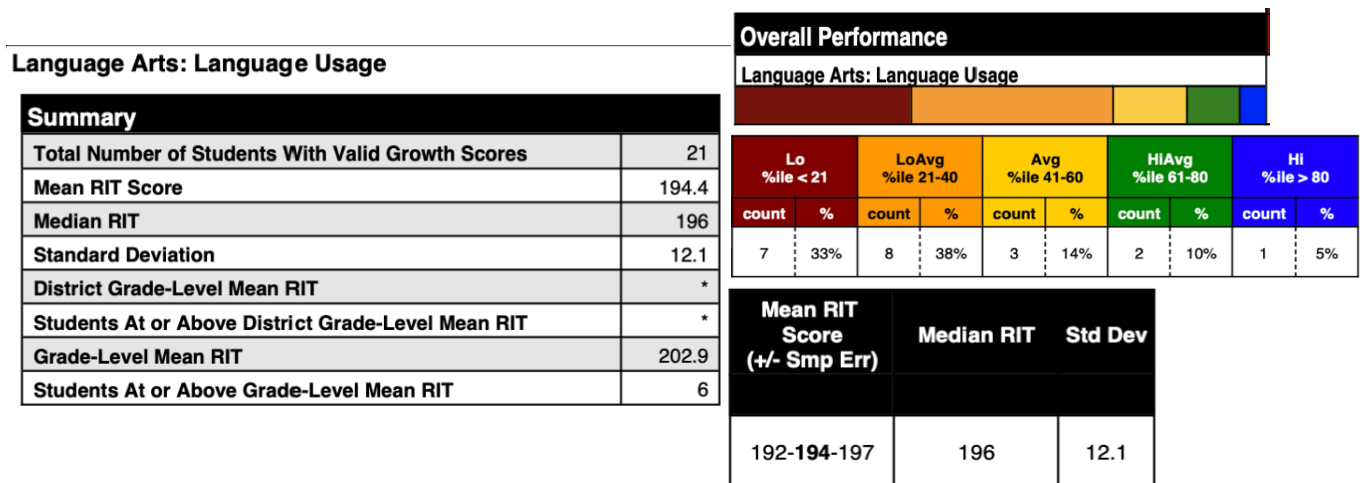 Language Arts: Language Usage
Summary
Total Number of Students With Valid Growth Scores 21
Mean RIT Score 194.4
Median RIT 196
Standard Deviation 12.1
District Grade-Level Mean RIT *
Students At or Above District Grade-Level Mean RIT *
Grade-Level Mean RIT 202.9
Students At or Above Grade-Level Mean RIT 6
Overall Performance
Language Arts: Language Usage
Lo LoAvg Avg HiAvg Hi
%ile < 21 %ile 21-40 %ile 41-60 %ile 61-80 %ile > 80
count % count % count % count % count %
7 33% 8 38% 3 14% 2 10% 1 5%
Mean RIT
Score Median RIT Std Dev
(+/- Smp Err)
192-194-197 196 12.1